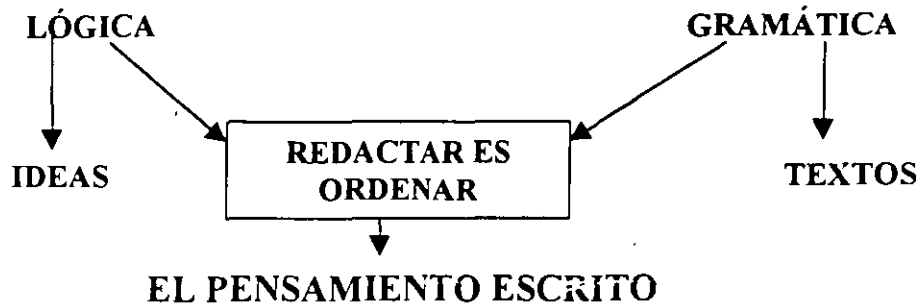 LÓGICA
GRAMÁTICA
REDACTAR ES
ORDENAR
IDEAS
TEXTOS
EL PENSAMIENTO ESCRITO